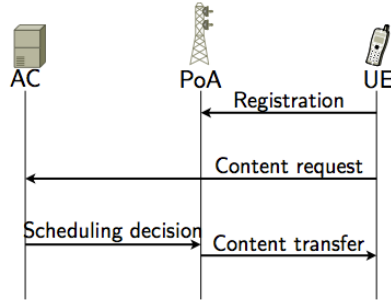 AC PoA UE
Registration
Content request
Scheduling decision
Content transfer